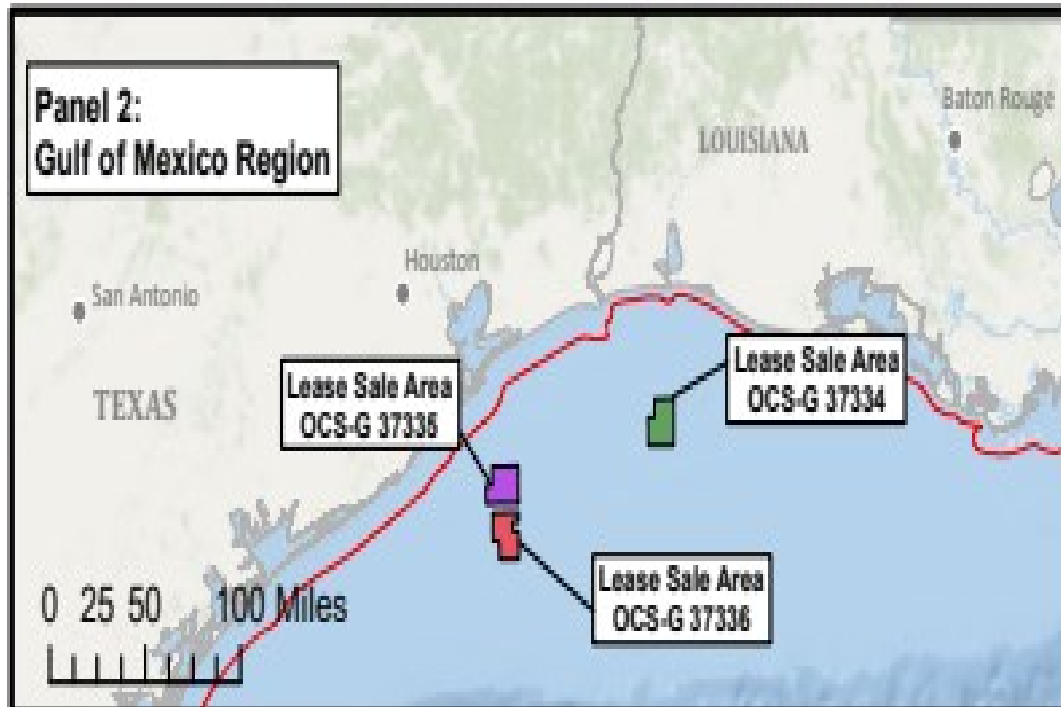 Panel 2:
Gulf of Mexico Region
Baton Rouge
LOUISIANA
Houston
San Antonio
Lease Sale Area
OCS-G 37334
Lease Sale Area
OCS-G 37335
TEXAS
Lease Sale Area
OCS-G 37336
0 25 50 100 Miles